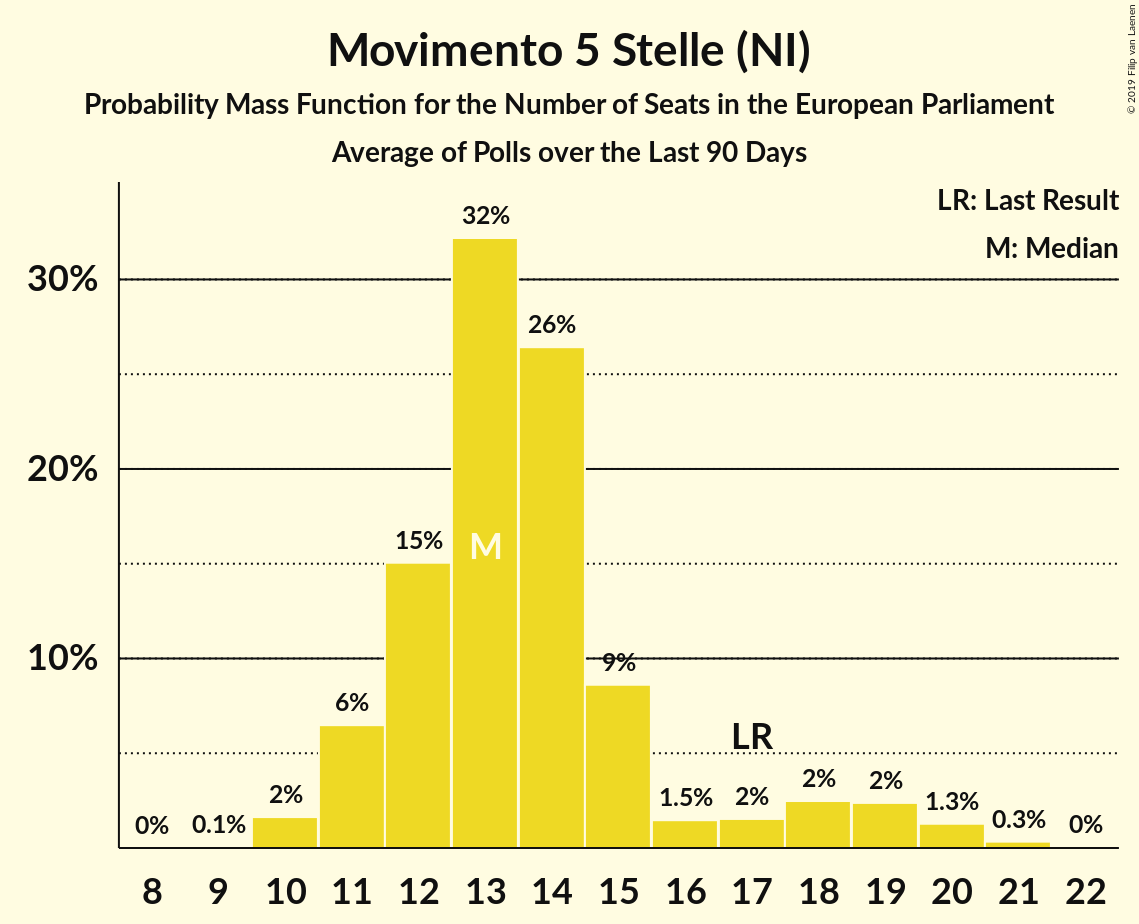 Movimento 5 Stelle (NI)
Probability Mass Function for the Number of Seats in the European Parliament
Average of Polls over the Last 90 Days
© 2019 Filip van Laenen
LR: Last Result
M: Median
30%
20%
10%
0%
0.1%
2%
6%
15%
32%
M
26%
9%
1.5%
LR
2%
2%
2%
1.3%
0.3%
0%
8 9 10 11 12 13 14 15 16 17 18 19 20 21 22